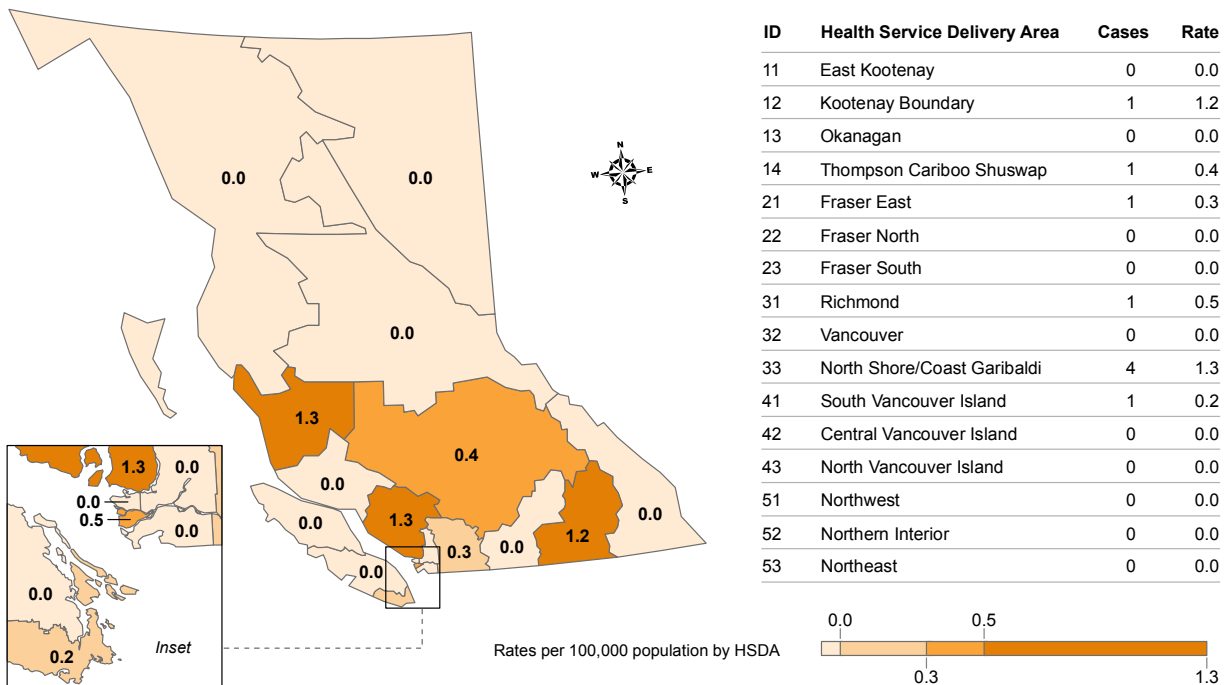 ID Health Service Delivery Area Cases Rate
11 East Kootenay 0 0.0
12 Kootenay Boundary 1 1.2
13 Okanagan 0 0.0
14 Thompson Cariboo Shuswap 1 0.4
21 Fraser East 1 0.3
22 Fraser North 0 0.0
23 Fraser South 0 0.0
31 Richmond 1 0.5
32 Vancouver 0 0.0
33 North Shore/Coast Garibaldi 4 1.3
41 South Vancouver Island 1 0.2
42 Central Vancouver Island 0 0.0
43 North Vancouver Island 0 0.0
51 Northwest 0 0.0
52 Northern Interior 0 0.0
53 Northeast 0 0.0
N
W E
S
0.0 0.0
0.0
1.3
0.4
0.0
0.0 1.3 0.0
0.3 0.0 1.2
0.0
1.3 0.0
0.0
0.5 0.0
0.0
0.2
Inset
Rates per 100,000 population by HSDA
0.0 0.5
0.3 1.3